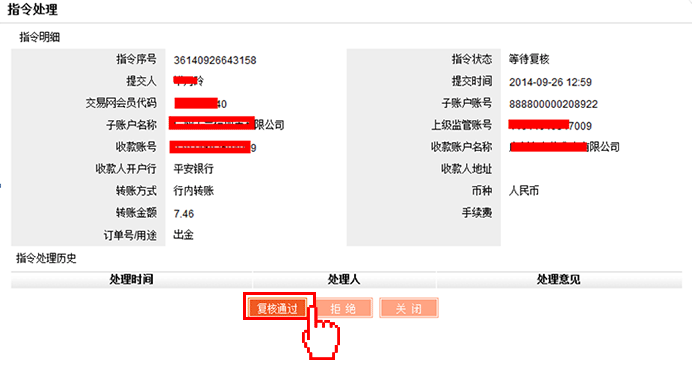 指令处理
指令明细
指令序号 36140926643158 指令状态 等待复核
提交人 玲 提交时间 2014-09-26 12:59
交易网会员代码 40 子账户账号 888800000208922
子账户名称 有限公司 上级监管账号 7009
收款账号 9 收款账户名称 有限公司
收款人开户行 平安银行 收款人地址
转账方式 行内转账 币种 人民币
转账金额 7.46 手续费
订单号/用途 出金
指令处理历史
处理时间 处理人 处理意见
复核通过 拒 绝 关 闭